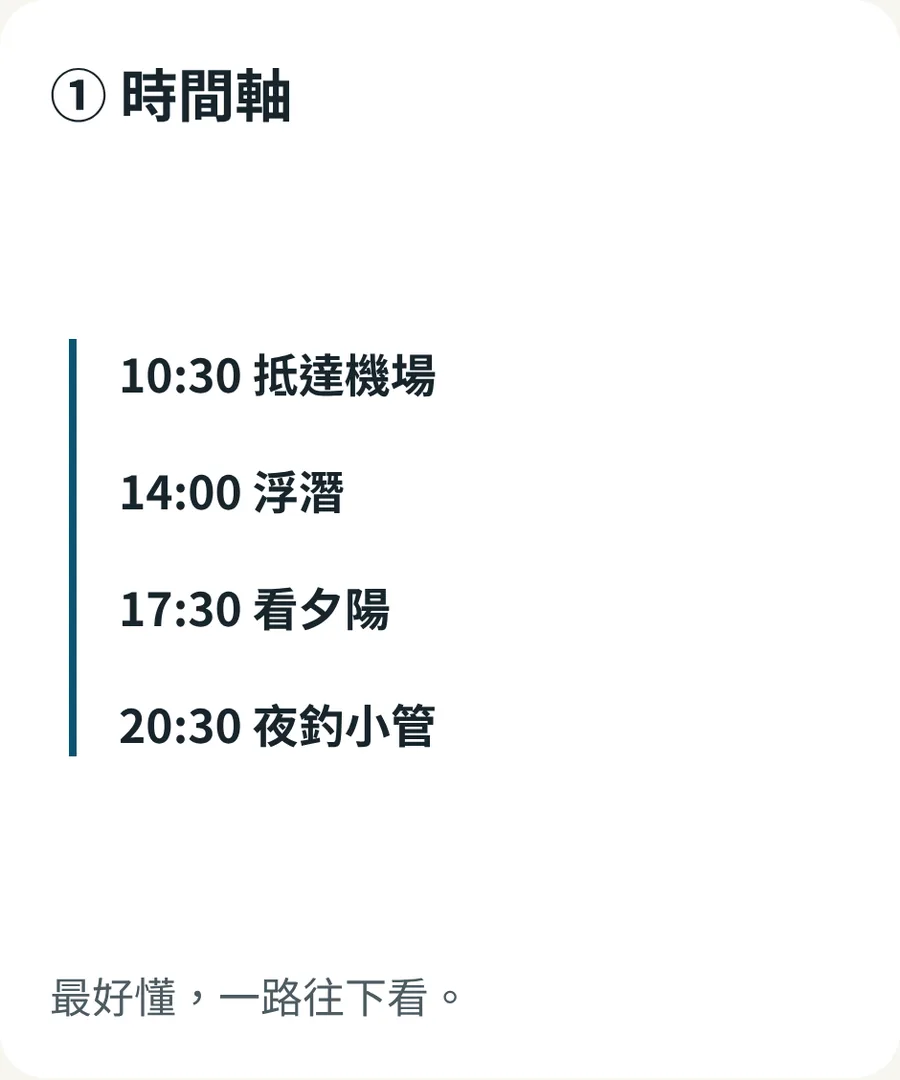 ① 時間軸
10:30 抵達機場
14:00 浮潛
17:30 看夕陽
20:30 夜釣小管
最好懂，一路往下看。